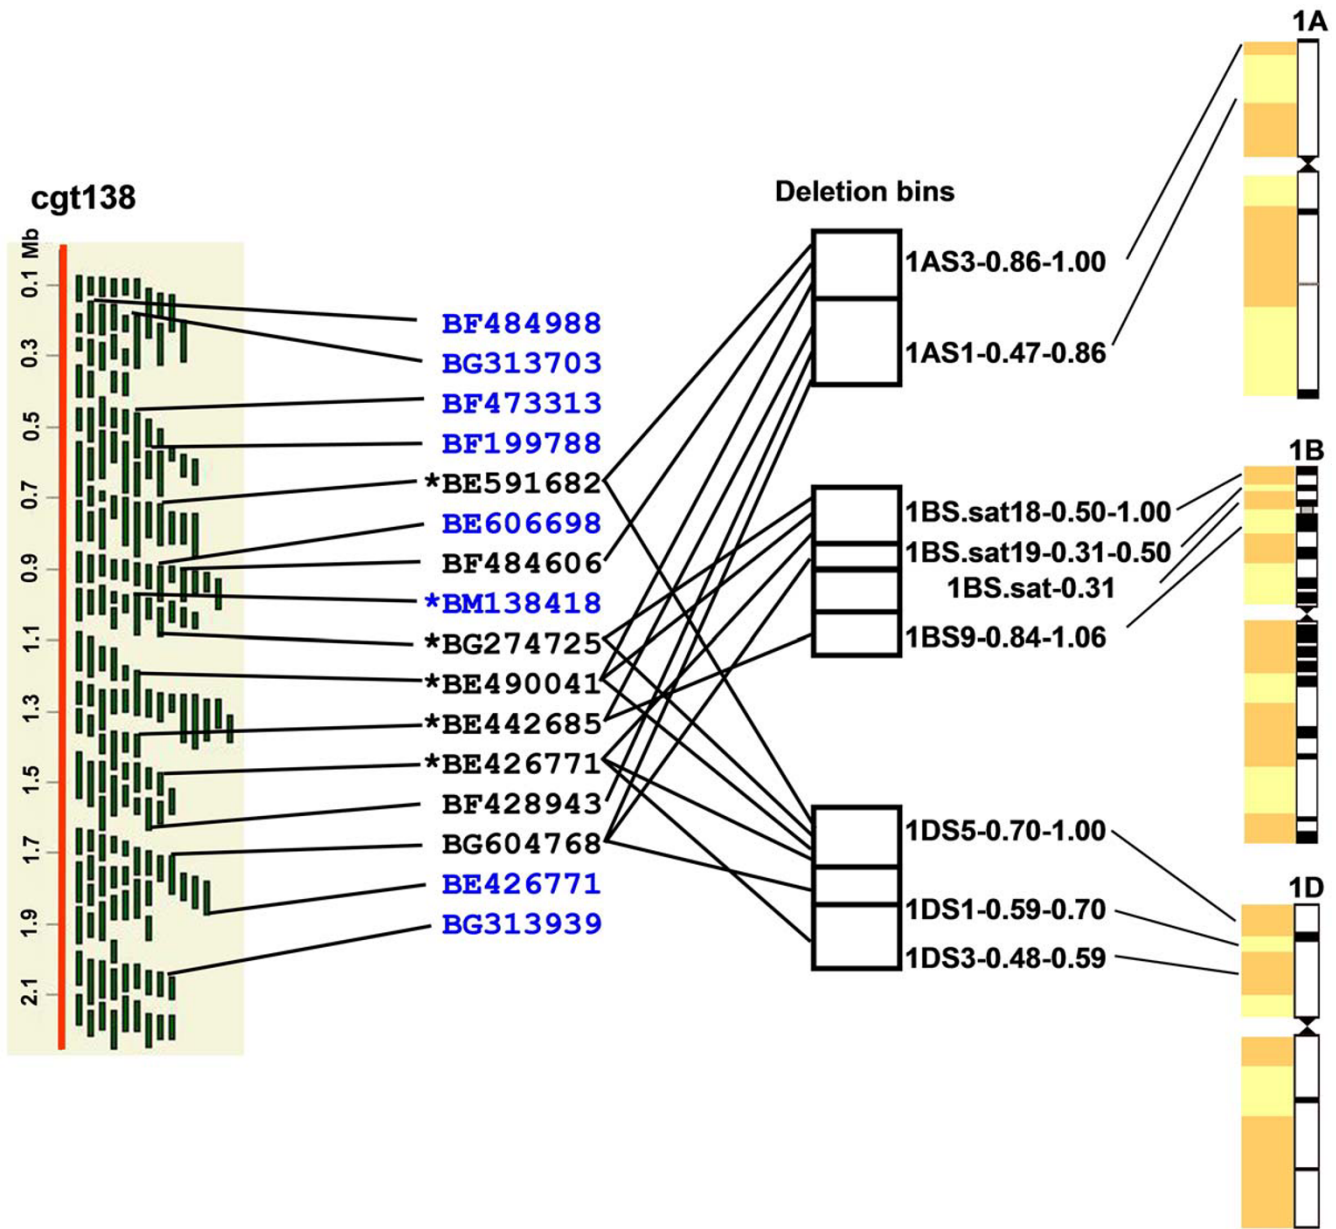 1A
cgt138
Deletion bins
0.1 Mb
0.3
0.5
0.7
0.9
1.1
1.3
1.5
1.7
1.9
2.1
BF484988
BG313703
BF473313
BF199788
*BE591682
BE606698
BF484606
*BM138418
*BG274725
*BE490041
*BE442685
*BE426771
BF428943
BG604768
BE426771
BG313939
1AS3-0.86-1.00
1AS1-0.47-0.86
1B
1BS.sat18-0.50-1.00
1BS.sat19-0.31-0.50
1BS.sat-0.31
1BS9-0.84-1.06
1DS5-0.70-1.00
1DS1-0.59-0.70
1DS3-0.48-0.59
1D